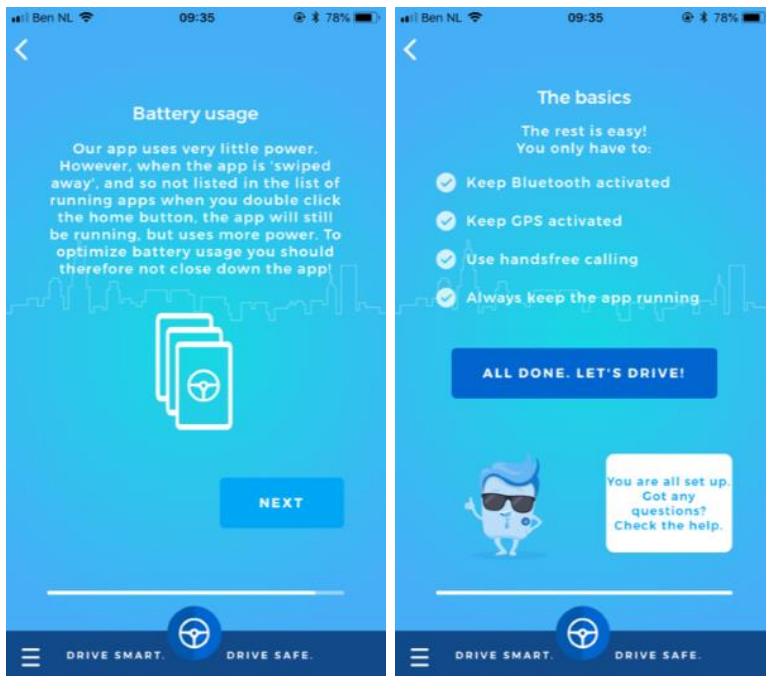 Ben NL 09:35 78%
Battery usage
Our app uses very little power.
However, when the app is 'swiped
away', and so not listed in the list of
running apps when you double click
the home button, the app will still
be running, but uses more power. To
optimize battery usage you should
therefore not close down the app!
NEXT
DRIVE SMART. DRIVE SAFE.
Ben NL 09:35 78%
The basics
The rest is easy!
You only have to:
Keep Bluetooth activated
Keep GPS activated
Use handsfree calling
Always keep the app running
ALL DONE. LET'S DRIVE!
You are all set up.
Got any
questions?
Check the help.
DRIVE SMART. DRIVE SAFE.